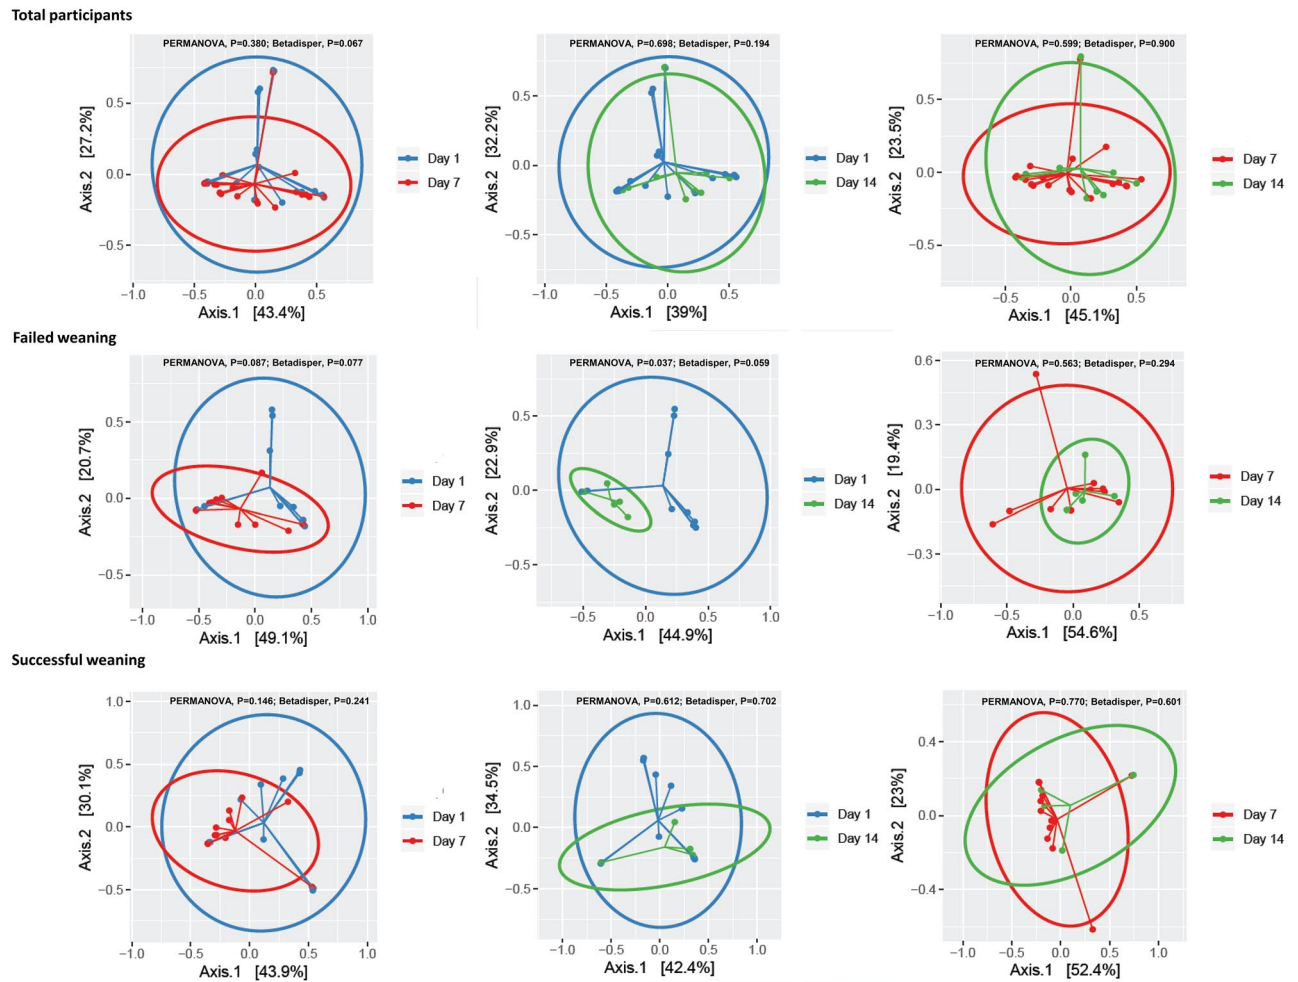 Total participants
PERMANOVA, P=0.380; Betadisper, P=0.067
0.5
0.0
−0.5
Axis.2 [27.2%]
−1.0 −0.5 0.0 0.5
Axis.1 [43.4%]
Day 1
Day 7
PERMANOVA, P=0.698; Betadisper, P=0.194
0.5
0.0
−0.5
Axis.2 [32.2%]
−1.0 −0.5 0.0 0.5
Axis.1 [39%]
Day 1
Day 14
PERMANOVA, P=0.599; Betadisper, P=0.900
0.5
0.0
−0.5
Axis.2 [23.5%]
−0.5 0.0 0.5
Axis.1 [45.1%]
Day 7
Day 14
Failed weaning
PERMANOVA, P=0.087; Betadisper, P=0.077
0.5
0.0
−0.5
Axis.2 [20.7%]
−1.0 −0.5 0.0 0.5 1.0
Axis.1 [49.1%]
Day 1
Day 7
PERMANOVA, P=0.037; Betadisper, P=0.059
0.5
0.0
−0.5
Axis.2 [22.9%]
−0.5 0.0 0.5 1.0
Axis.1 [44.9%]
Day 1
Day 14
PERMANOVA, P=0.563; Betadisper, P=0.294
0.6
0.3
0.0
−0.3
Axis.2 [19.4%]
−1.0 −0.5 0.0 0.5
Axis.1 [54.6%]
Day 7
Day 14
Successful weaning
PERMANOVA, P=0.146; Betadisper, P=0.241
1.0
0.5
0.0
−0.5
Axis.2 [30.1%]
−1.0 −0.5 0.0 0.5 1.0
Axis.1 [43.9%]
Day 1
Day 7
PERMANOVA, P=0.612; Betadisper, P=0.702
1.0
0.5
0.0
−0.5
Axis.2 [34.5%]
−1.0 −0.5 0.0 0.5 1.0
Axis.1 [42.4%]
Day 1
Day 14
PERMANOVA, P=0.770; Betadisper, P=0.601
0.4
0.0
−0.4
Axis.2 [23%]
−1.0 −0.5 0.0 0.5 1.0
Axis.1 [52.4%]
Day 7
Day 14